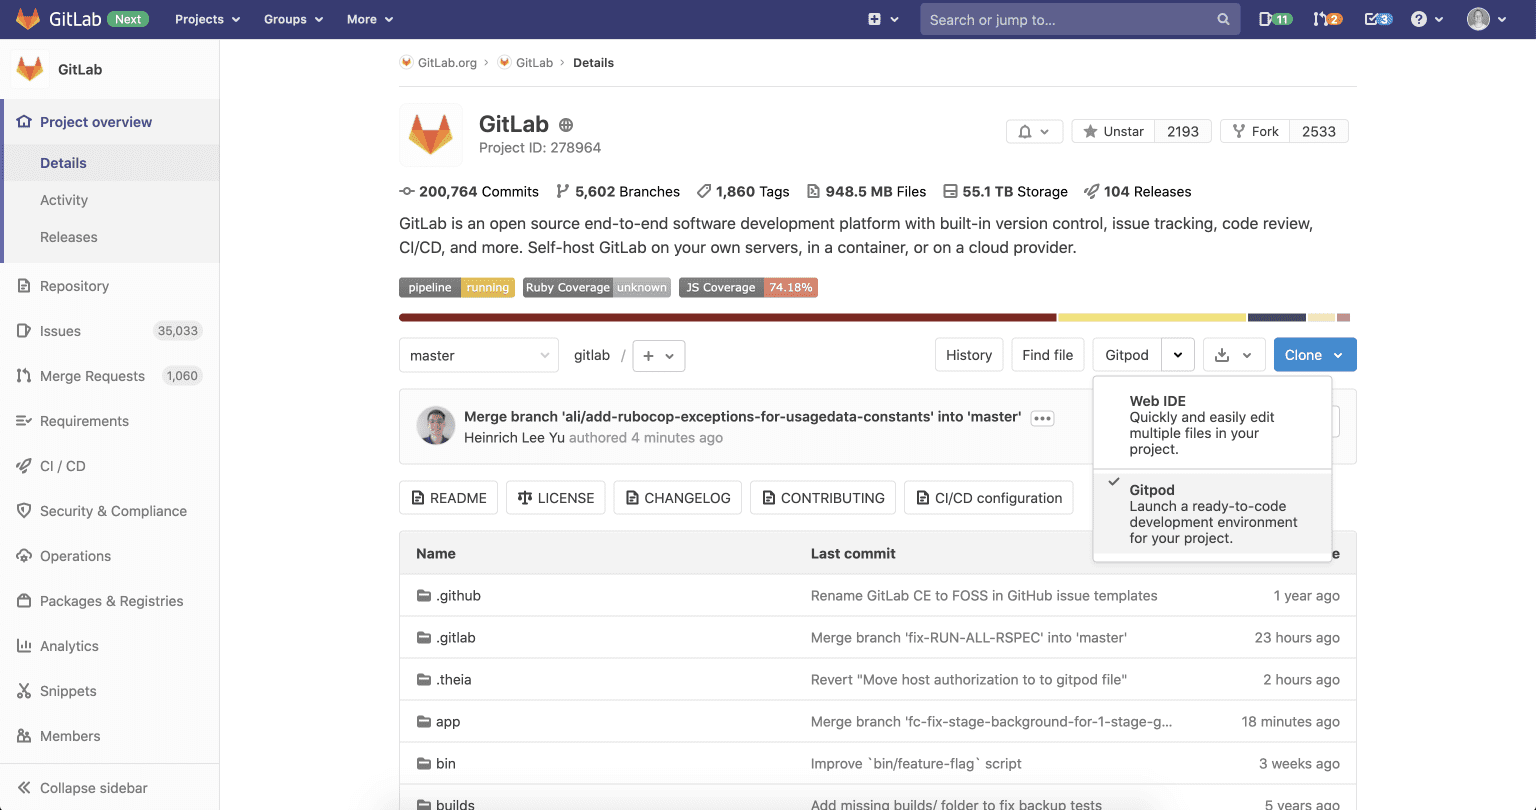 GitLab Next Projects Groups More Search or jump to... 11 2 3
GitLab
Project overview
Details
Activity
Releases
Repository
Issues 35,033
Merge Requests 1,060
Requirements
CI / CD
Security & Compliance
Operations
Packages & Registries
Analytics
Snippets
Members
Collapse sidebar
GitLab.org › GitLab › Details
GitLab
Project ID: 278964
Unstar 2193 Fork 2533
200,764 Commits 5,602 Branches 1,860 Tags 948.5 MB Files 55.1 TB Storage 104 Releases
GitLab is an open source end-to-end software development platform with built-in version control, issue tracking, code review,
CI/CD, and more. Self-host GitLab on your own servers, in a container, or on a cloud provider.
pipeline running Ruby Coverage unknown JS Coverage 74.18%
master gitlab / + History Find file Gitpod Clone
Web IDE
Quickly and easily edit
multiple files in your
project.
Gitpod
Launch a ready-to-code
development environment
for your project.
Merge branch 'ali/add-rubocop-exceptions-for-usagedata-constants' into 'master'
Heinrich Lee Yu authored 4 minutes ago
README LICENSE CHANGELOG CONTRIBUTING CI/CD configuration
Name Last commit
.github Rename GitLab CE to FOSS in GitHub issue templates 1 year ago
.gitlab Merge branch 'fix-RUN-ALL-RSPEC' into 'master' 23 hours ago
.theia Revert "Move host authorization to to gitpod file" 2 hours ago
app Merge branch 'fc-fix-stage-background-for-1-stage-g... 18 minutes ago
bin Improve `bin/feature-flag` script 3 weeks ago
builds Add missing builds/ folder to fix backup tests 5 years ago